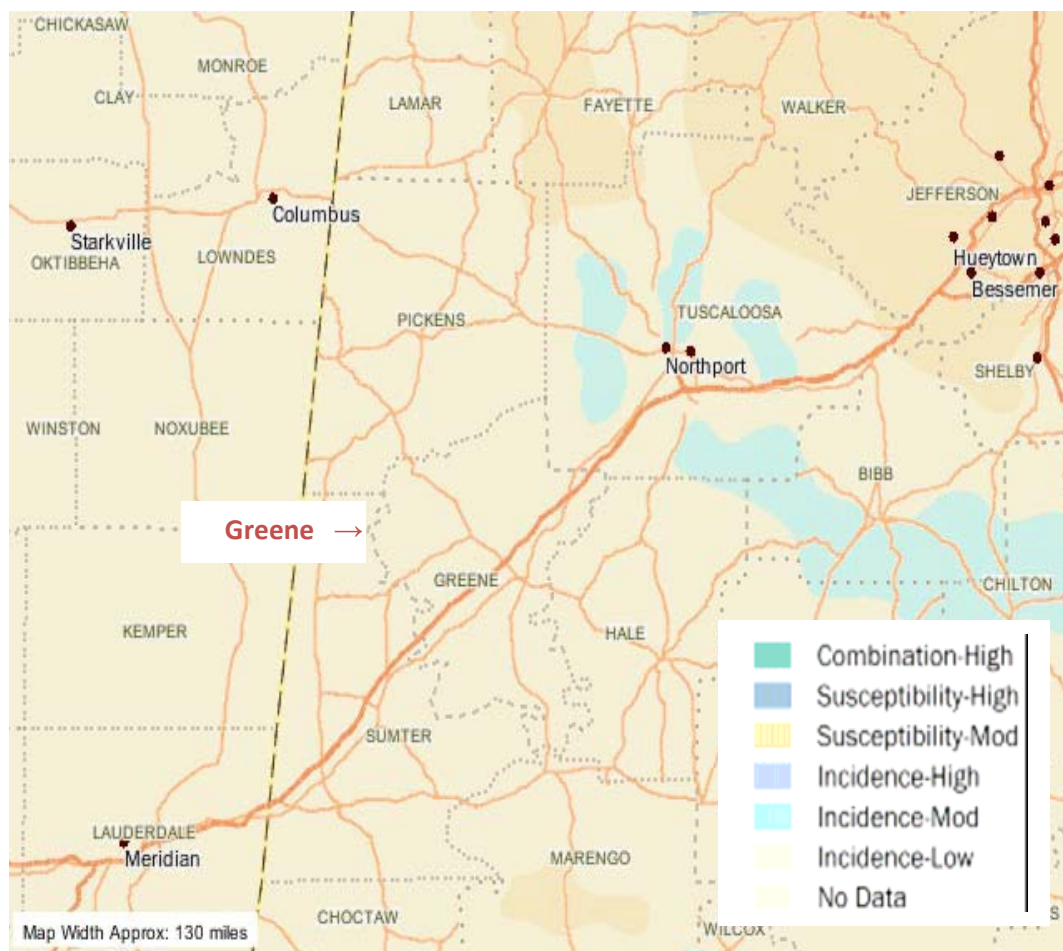 CHICKASAW
MONROE
CLAY
LAMAR
FAYETTE
WALKER
JEFFERSON
Columbus
Starkville
OKTIBBEHA
LOWNDES
Hueytown
Bessemer
PICKENS
TUSCALOOSA
Northport
SHELBY
WINSTON
NOXUBEE
BIBB
Greene →
GREENE
CHILTON
KEMPER
HALE
Combination-High
Susceptibility-High
Susceptibility-Mod
Incidence-High
Incidence-Mod
Incidence-Low
No Data
SUMTER
LAUDERDALE
Meridian
MARENGO
CHOCTAW
WILCOX
Map Width Approx: 130 miles